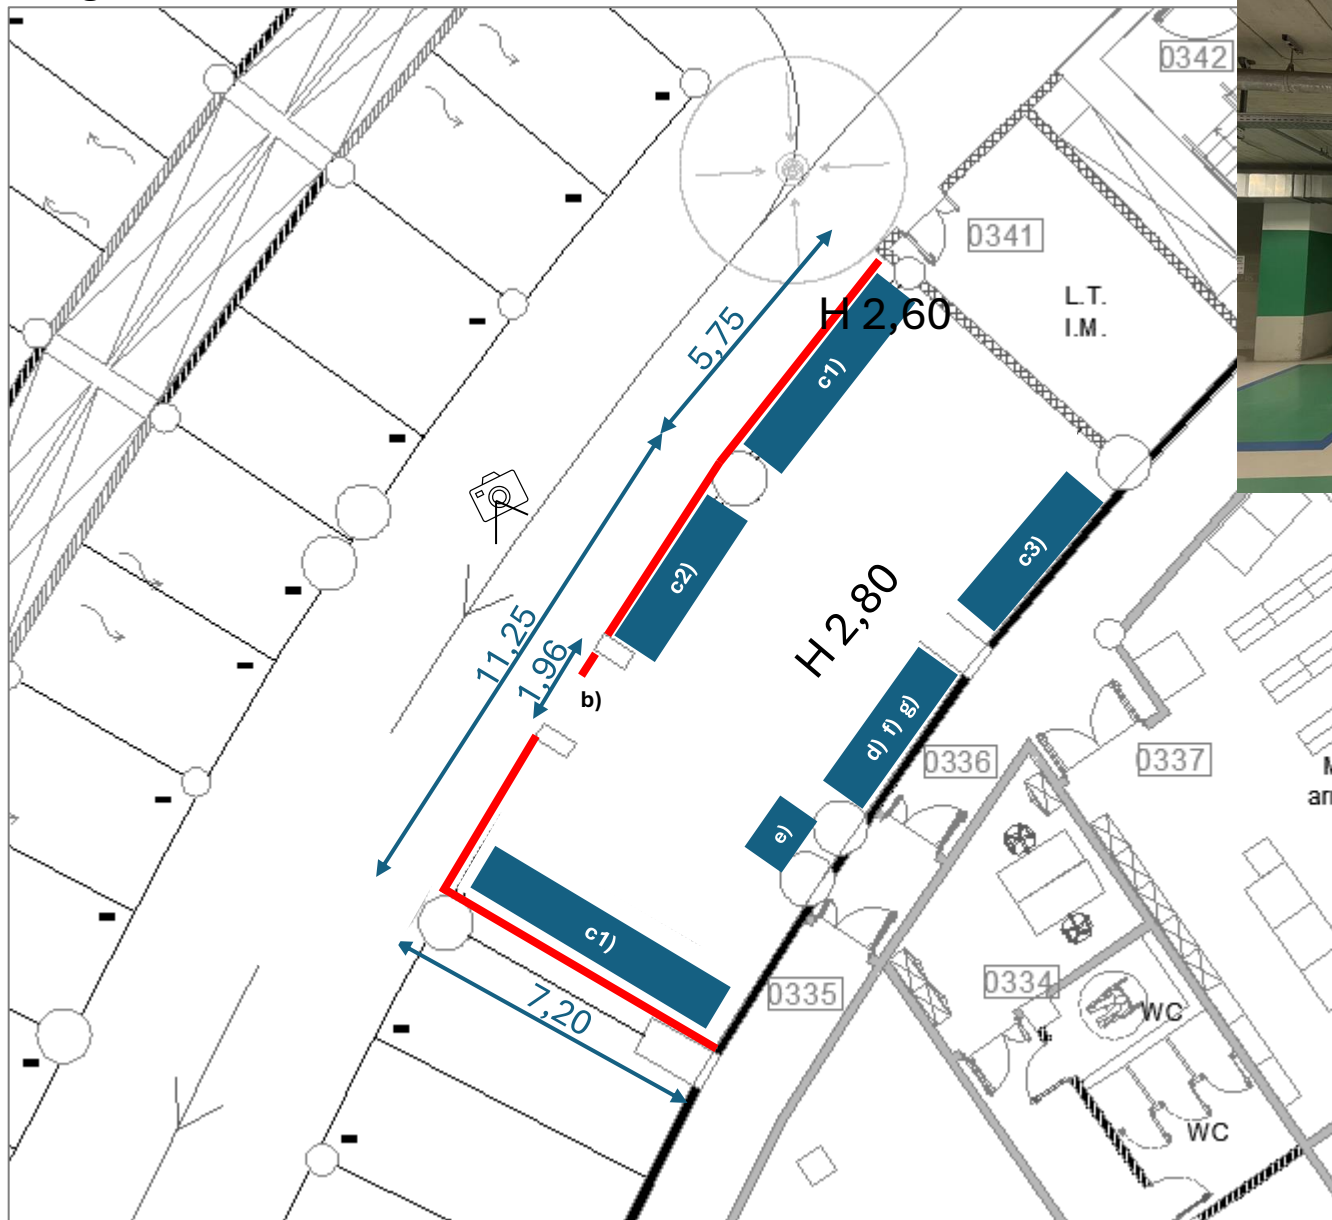 0342
0341
L.T.
I.M.
H 2,60
5,75
c1)
c2)
c3)
H 2,80
11,25
1,96
b)
d) f) g)
e)
0336
0337
M
arr
c1)
7,20
0335
0334
WC
WC